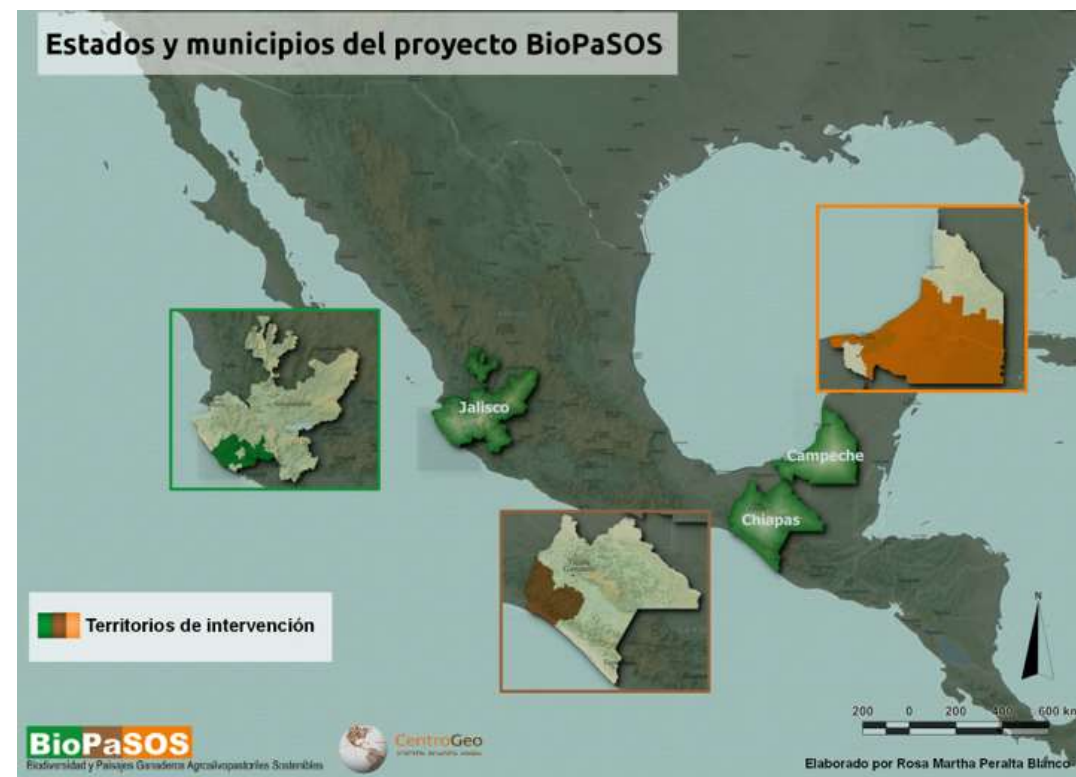 Estados y municipios del proyecto BioPaSOS
Jalisco
Campeche
Chiapas
Territorios de intervención
N
200 0 200 400 600 km
BioPaSOS
Biodiversidad y Paisajes Ganaderos Agrosilvopastoriles Sostenibles
CentroGeo
Elaborado por Rosa Martha Peralta Blanco